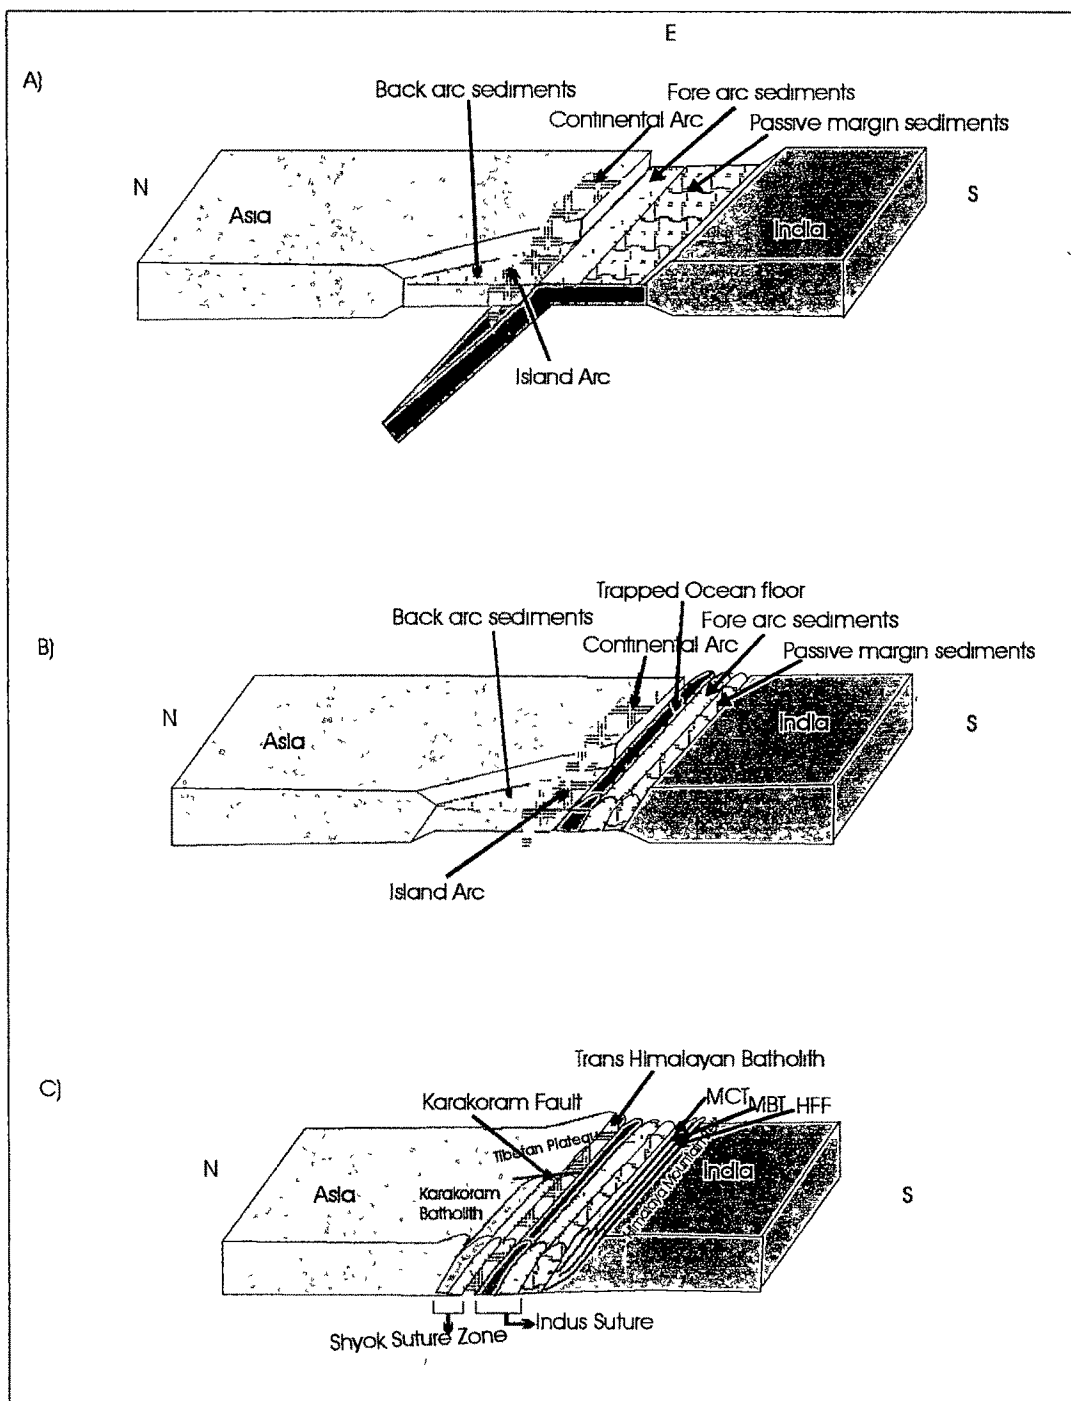 E
A)
Back arc sediments
Fore arc sediments
Continental Arc
Passive margin sediments
N
S
Asia
India
Island Arc
Trapped Ocean floor
B)
Back arc sediments
Fore arc sediments
Continental Arc
Passive margin sediments
N
S
Asia
India
Island Arc
C)
Trans Himalayan Batholith
Karakoram Fault
MCT
MBT
HFF
Tibetan Plateau
N
S
Asia
Karakoram
Batholith
India
Indus Suture
Shyok Suture Zone